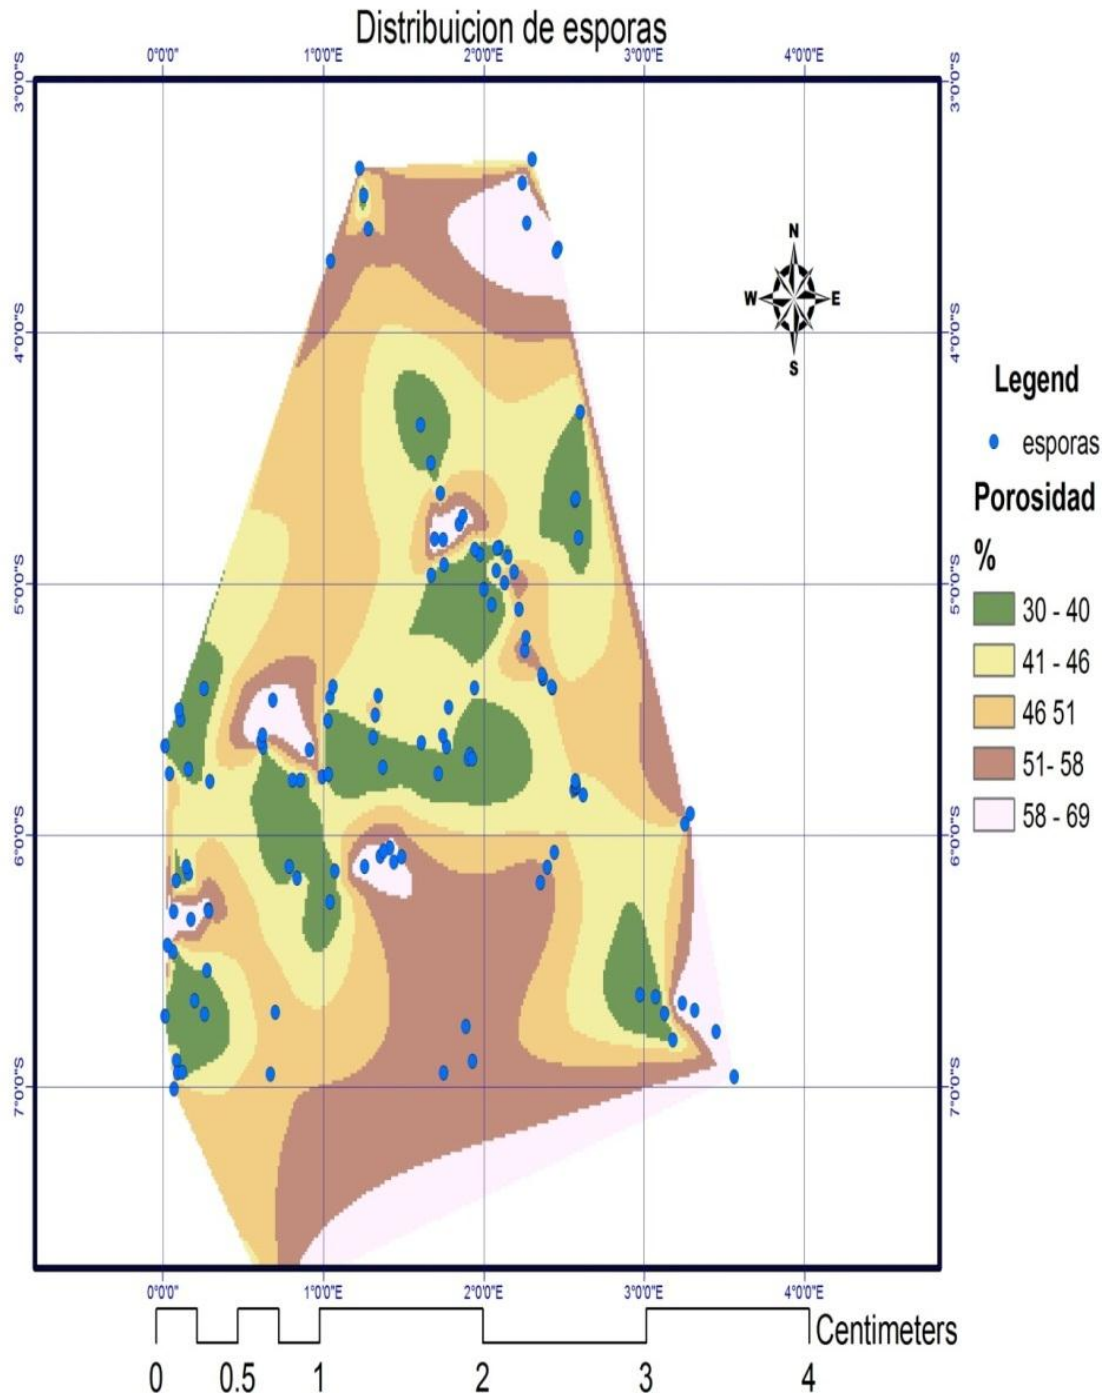 Distribuicion de esporas
0°0'0" 1°0'0"E 2°0'0"E 3°0'0"E 4°0'0"E
3°0'0"S 3°0'0"S
N
W E
S
4°0'0"S 4°0'0"S
Legend
esporas
Porosidad
%
5°0'0"S 5°0'0"S
30 - 40
41 - 46
46 51
51- 58
58 - 69
6°0'0"S 6°0'0"S
7°0'0"S 7°0'0"S
0°0'0" 1°0'0"E 2°0'0"E 3°0'0"E 4°0'0"E
Centimeters
0 0.5 1 2 3 4